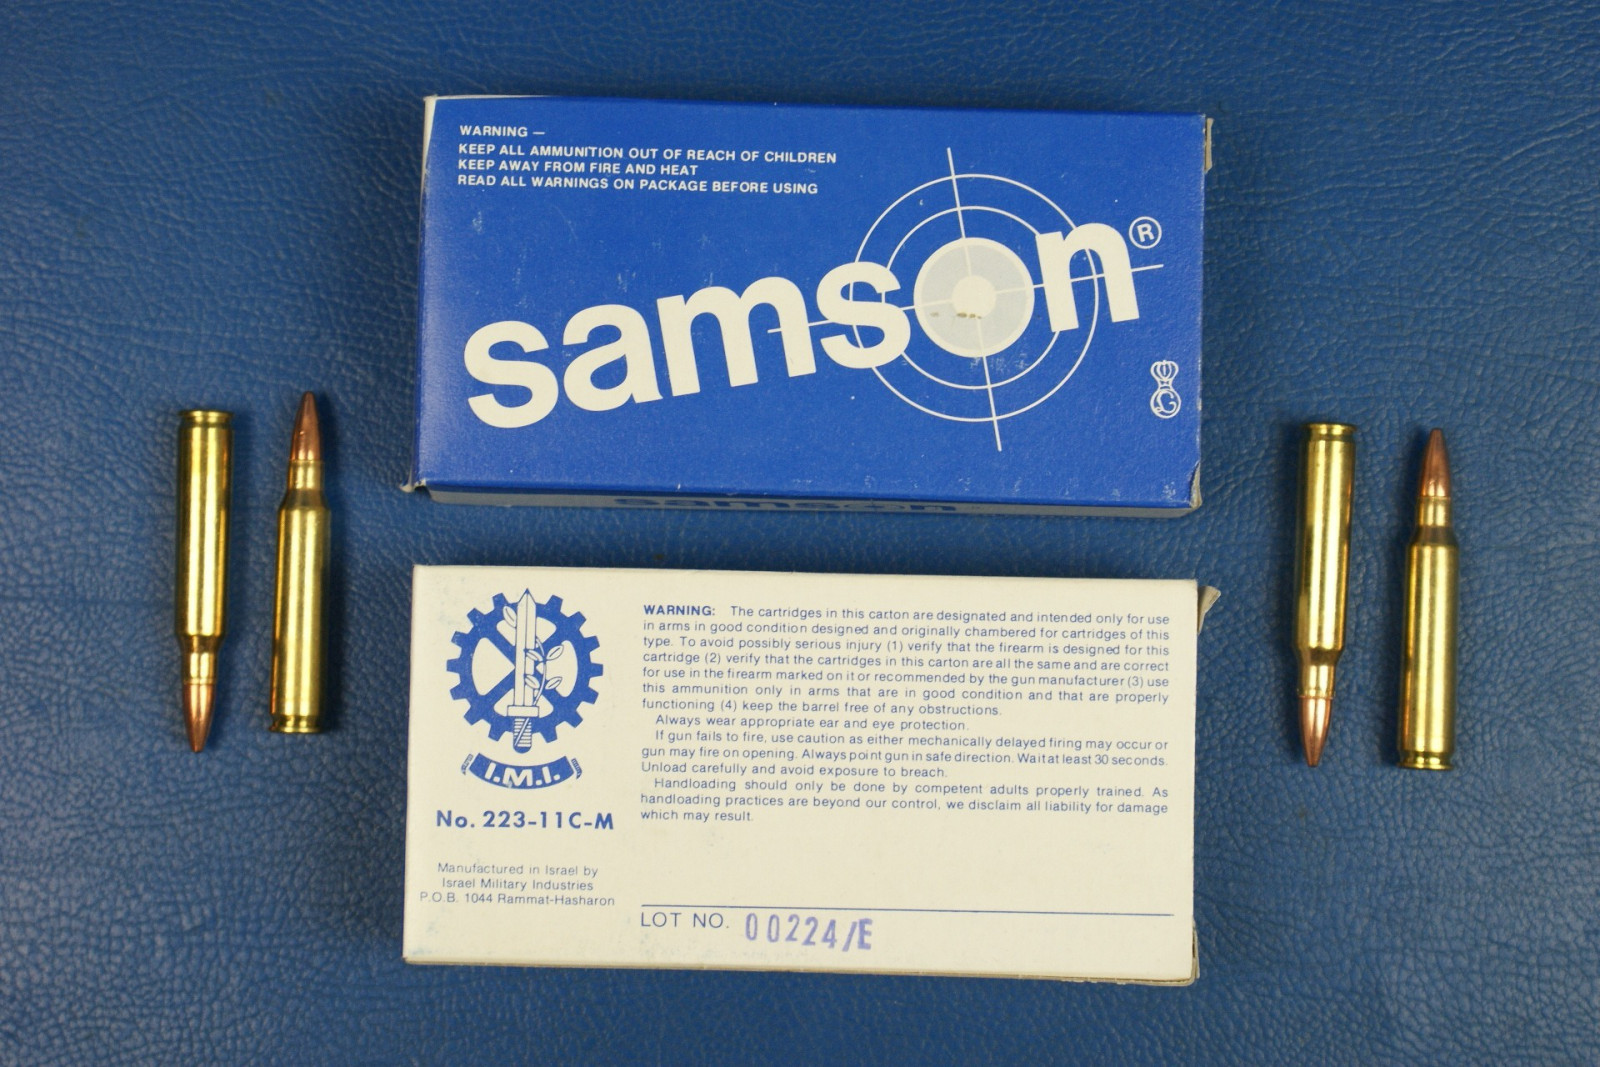 WARNING —
KEEP ALL AMMUNITION OUT OF REACH OF CHILDREN
KEEP AWAY FROM FIRE AND HEAT
READ ALL WARNINGS ON PACKAGE BEFORE USING
samson®
samson
I.M.I.
No. 223-11C-M
Manufactured in Israel by
Israel Military Industries
P.O.B. 1044 Rammat-Hasharon
WARNING: The cartridges in this carton are designated and intended only for use
in arms in good condition designed and originally chambered for cartridges of this
type. To avoid possibly serious injury (1) verify that the firearm is designed for this
cartridge (2) verify that the cartridges in this carton are all the same and are correct
for use in the firearm marked on it or recommended by the gun manufacturer (3) use
this ammunition only in arms that are in good condition and that are properly
functioning (4) keep the barrel free of any obstructions.
Always wear appropriate ear and eye protection.
If gun fails to fire, use caution as either mechanically delayed firing may occur or
gun may fire on opening. Always point gun in safe direction. Wait at least 30 seconds.
Unload carefully and avoid exposure to breach.
Handloading should only be done by competent adults properly trained. As
handloading practices are beyond our control, we disclaim all liability for damage
which may result.
LOT NO. 00224/E